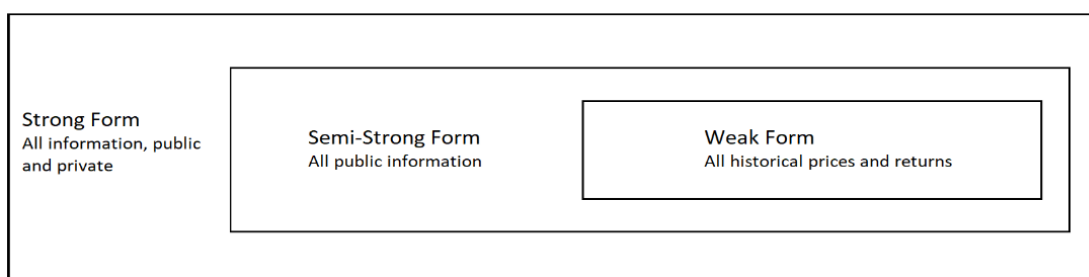 Strong Form
All information, public
and private
Semi-Strong Form
All public information
Weak Form
All historical prices and returns